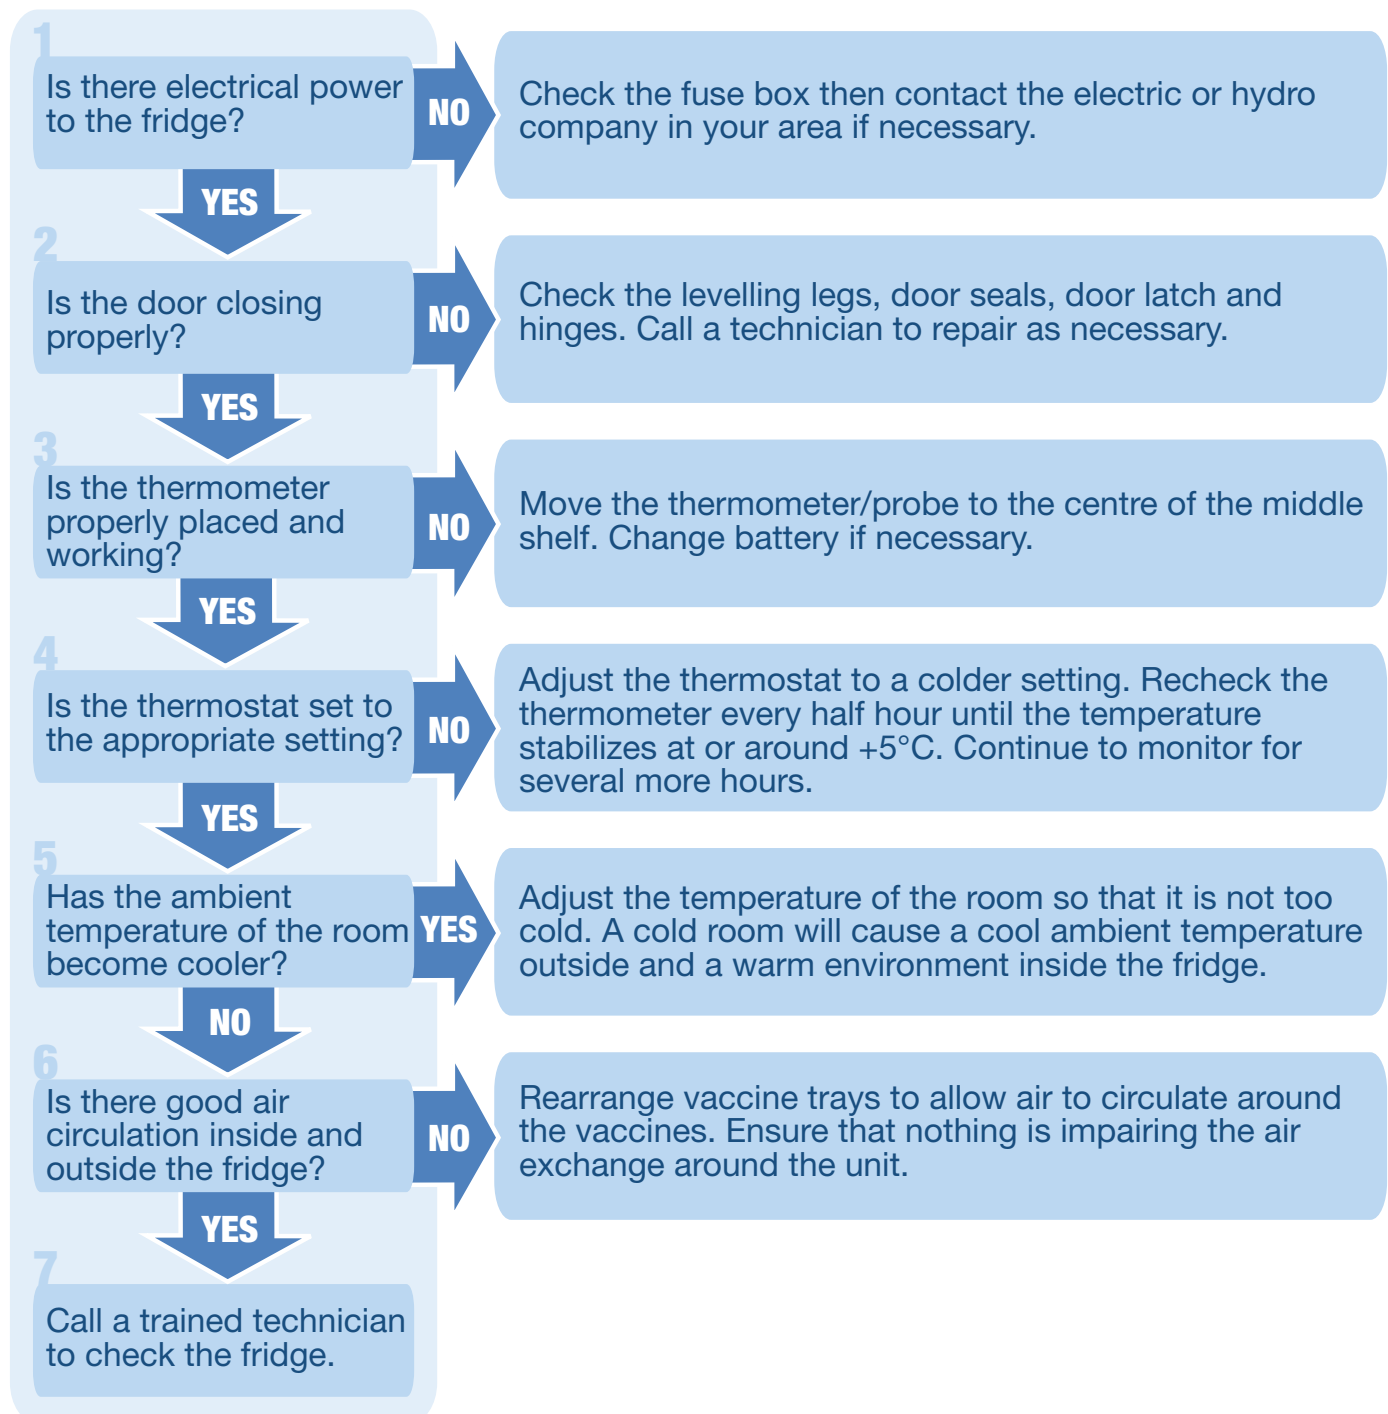 1
Is there electrical power
to the fridge?
NO
Check the fuse box then contact the electric or hydro
company in your area if necessary.
YES
2
Is the door closing
properly?
NO
Check the levelling legs, door seals, door latch and
hinges. Call a technician to repair as necessary.
YES
3
Is the thermometer
properly placed and
working?
NO
Move the thermometer/probe to the centre of the middle
shelf. Change battery if necessary.
YES
4
Is the thermostat set to
the appropriate setting?
NO
Adjust the thermostat to a colder setting. Recheck the
thermometer every half hour until the temperature
stabilizes at or around +5°C. Continue to monitor for
several more hours.
YES
5
Has the ambient
temperature of the room
become cooler?
YES
Adjust the temperature of the room so that it is not too
cold. A cold room will cause a cool ambient temperature
outside and a warm environment inside the fridge.
NO
6
Is there good air
circulation inside and
outside the fridge?
NO
Rearrange vaccine trays to allow air to circulate around
the vaccines. Ensure that nothing is impairing the air
exchange around the unit.
YES
7
Call a trained technician
to check the fridge.